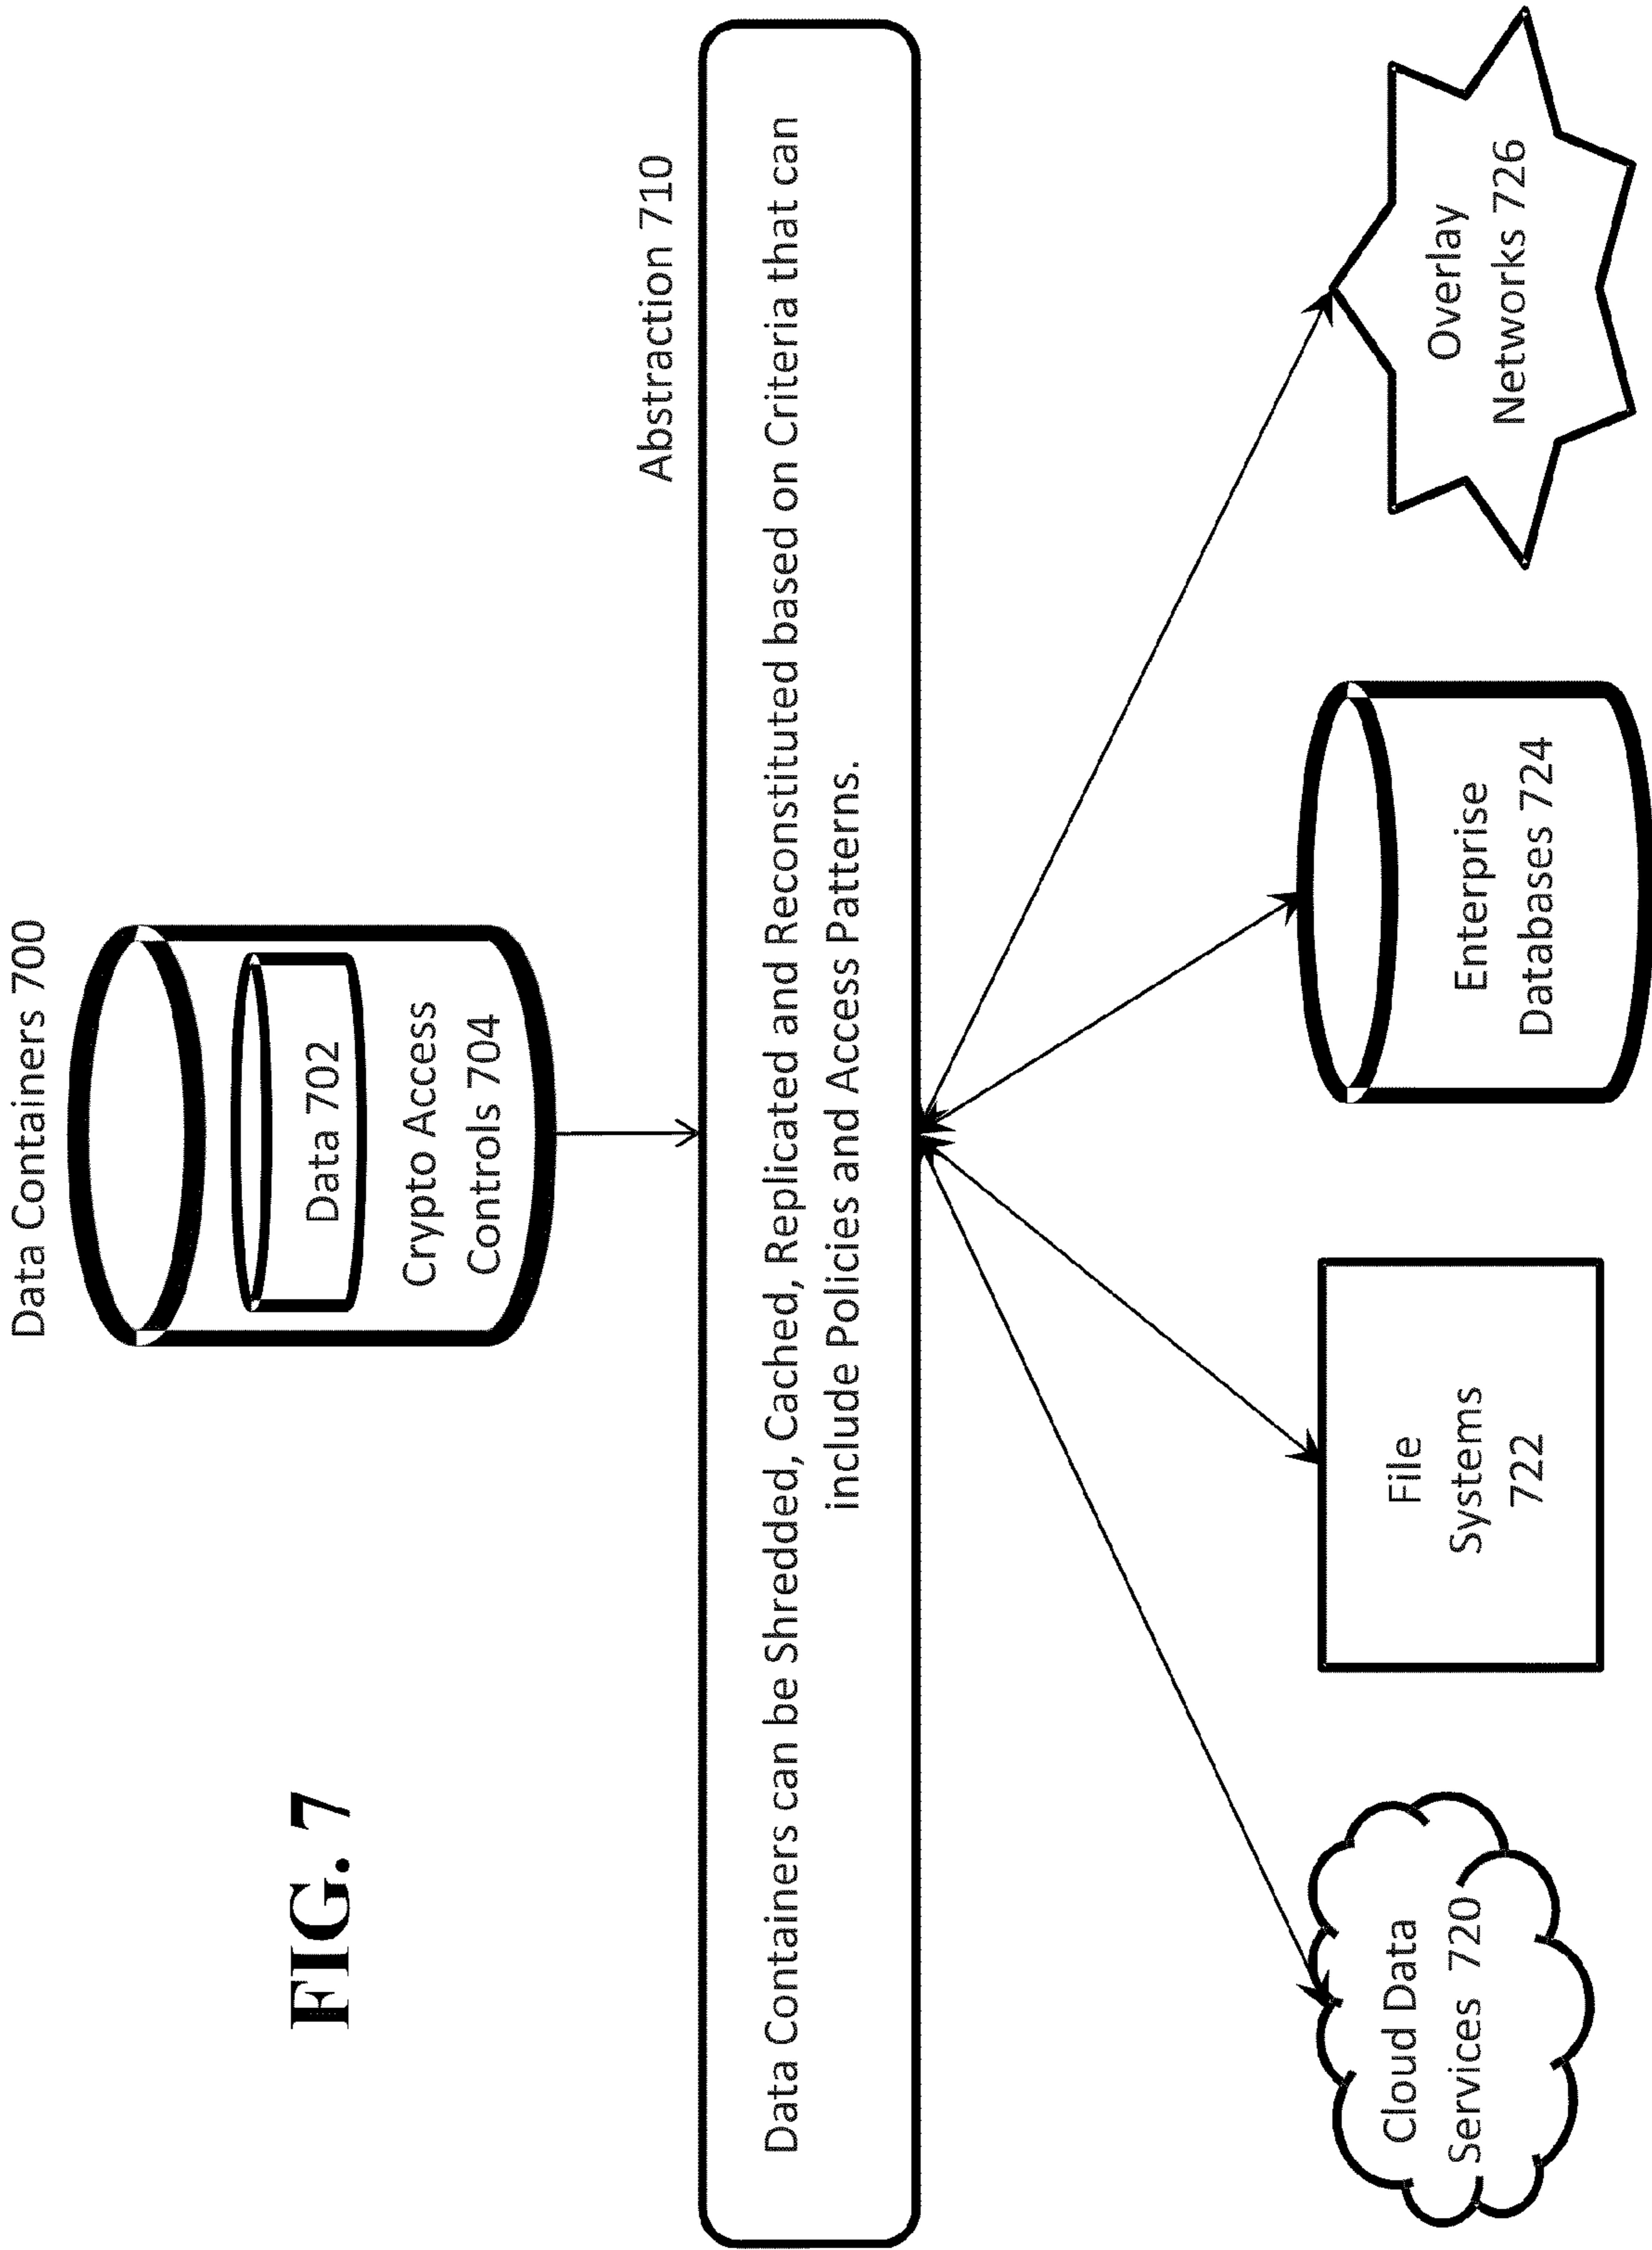 Data Containers 700
Data 702
Crypto Access
Controls 704
FIG. 7
Abstraction 710
Data Containers can be Shredded, Cached, Replicated and Reconstituted based on Criteria that can
include Policies and Access Patterns.
Cloud Data
Services 720
File
Systems
722
Enterprise
Databases 724
Overlay
Networks 726